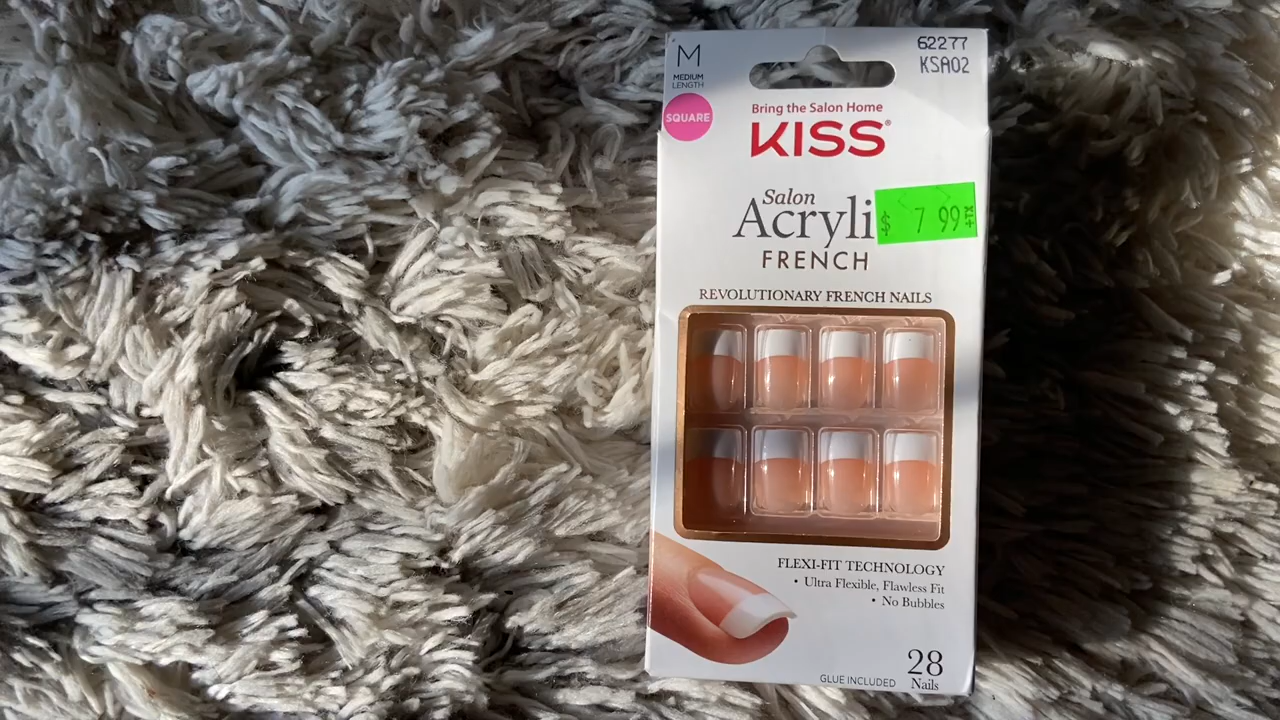 M
MEDIUM
LENGTH
SQUARE
62277
KSA02
Bring the Salon Home
KISS®
Salon
Acryli
$ 7 99 +TX
FRENCH
REVOLUTIONARY FRENCH NAILS
FLEXI-FIT TECHNOLOGY
• Ultra Flexible, Flawless Fit
• No Bubbles
28
Nails
GLUE INCLUDED